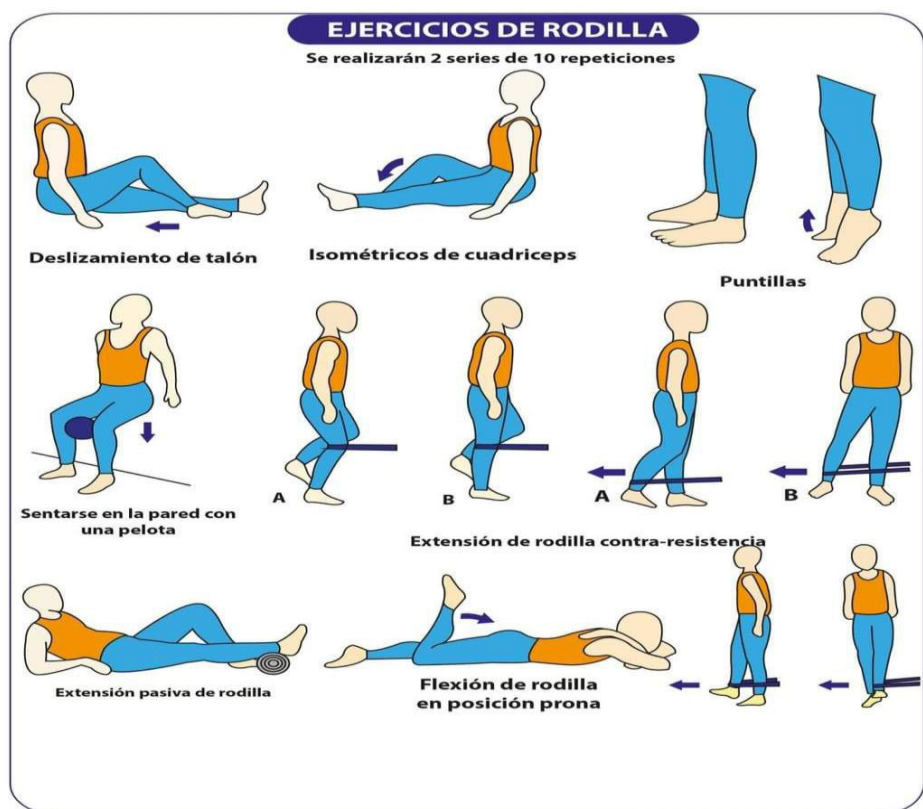 EJERCICIOS DE RODILLA
Se realizarán 2 series de 10 repeticiones
Deslizamiento de talón
Isométricos de cuadriceps
Puntillas
A
B
A
B
Sentarse en la pared con
una pelota
Extensión de rodilla contra-resistencia
Extensión pasiva de rodilla
Flexión de rodilla
en posición prona